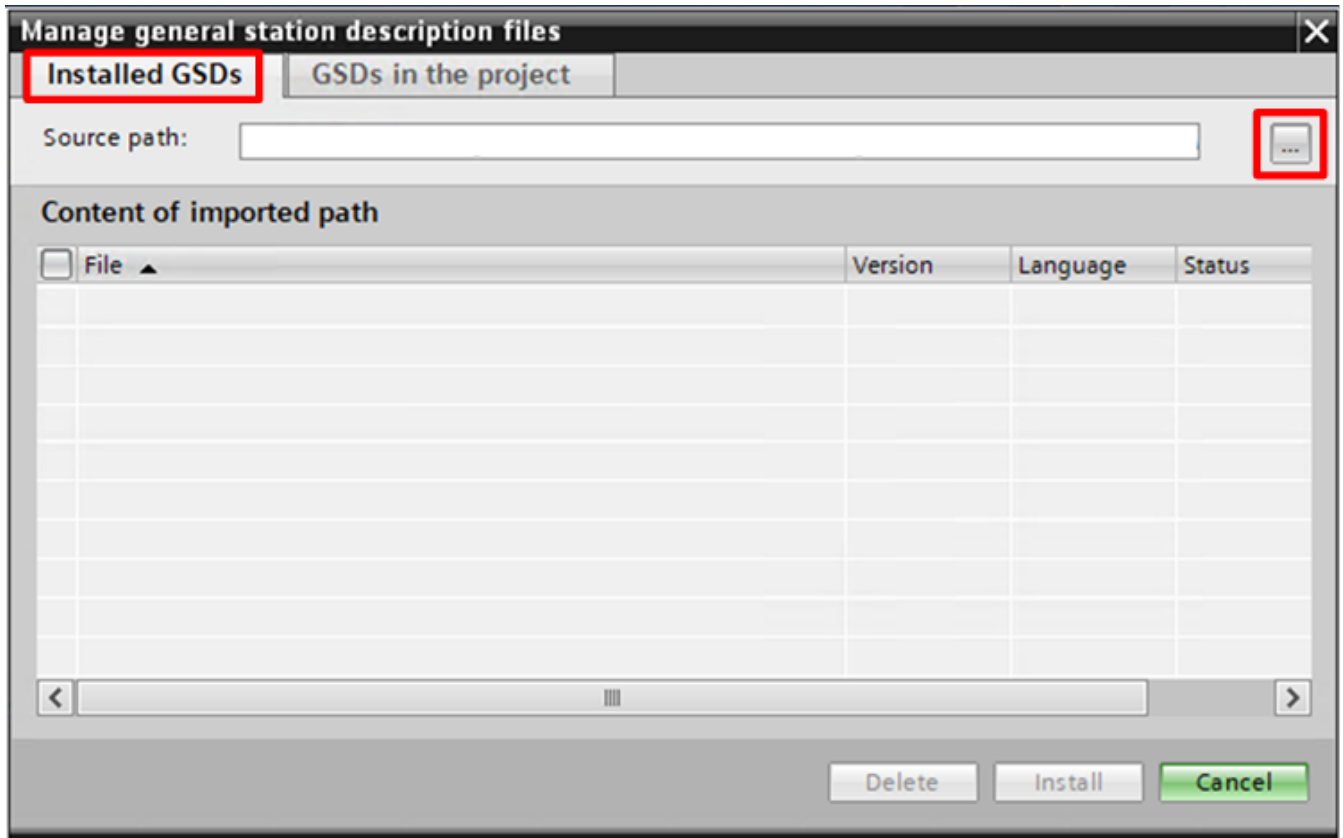 Manage general station description files
Installed GSDs GSDs in the project
Source path: ...
Content of imported path
File Version Language Status
Delete Install Cancel